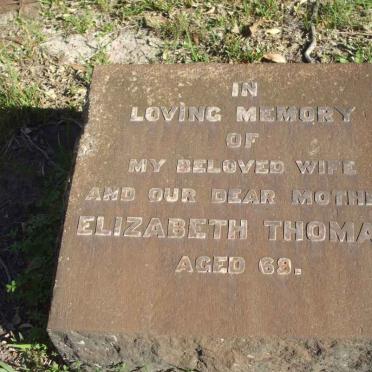 IN
LOVING MEMORY
OF
MY BELOVED WIFE
AND OUR DEAR MOTHE
ELIZABETH THOMA
AGED 69.